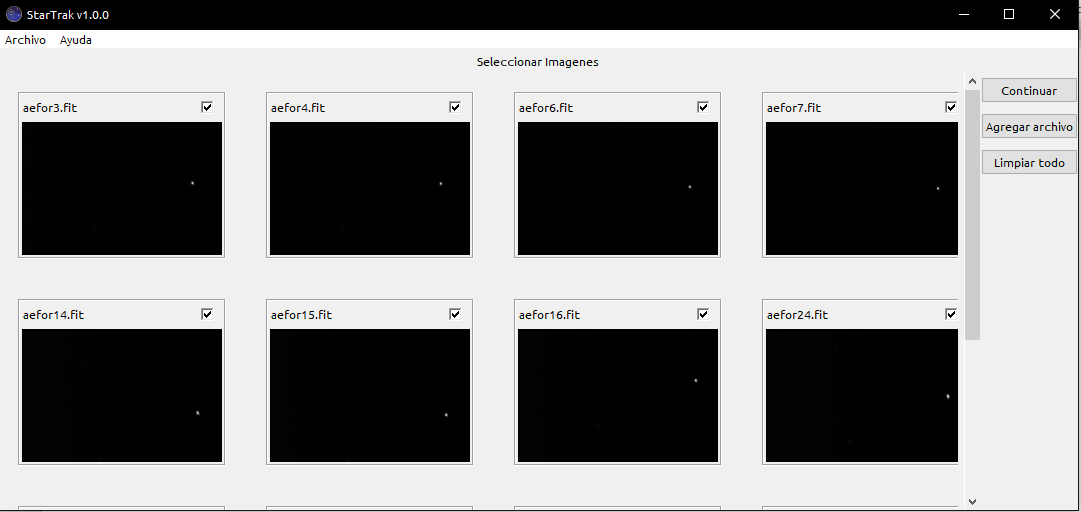 StarTrak v1.0.0
Archivo Ayuda
Seleccionar Imagenes
aefor3.fit aefor4.fit aefor6.fit aefor7.fit
Continuar
Agregar archivo
Limpiar todo
aefor14.fit aefor15.fit aefor16.fit aefor24.fit